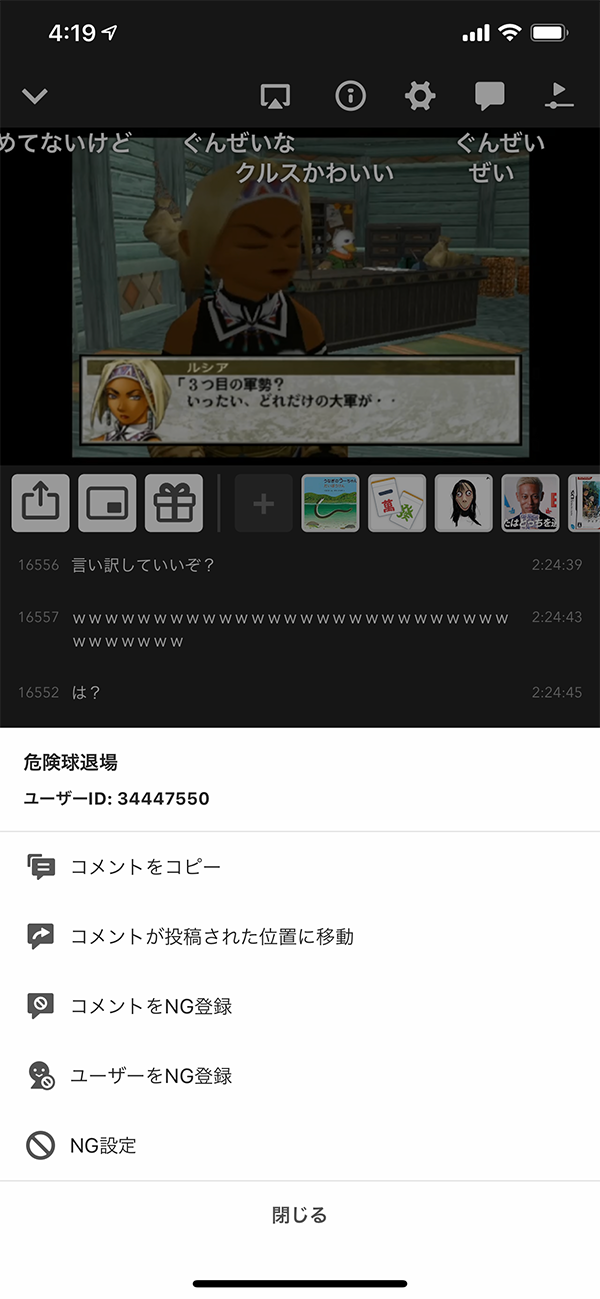 4:19
めてないけど ぐんぜいな ぐんぜい
クルスかわいい ぜい
ルシア
「3つ目の軍勢？
いったい、どれだけの大軍が・・
16556 言い訳していいぞ？ 2:24:39
16557 ｗｗｗｗｗｗｗｗｗｗｗｗｗｗｗｗｗｗｗｗｗｗｗｗｗｗｗ 2:24:43
ｗｗｗｗｗｗｗ
16552 は？ 2:24:45
危険球退場
ユーザーID: 34447550
コメントをコピー
コメントが投稿された位置に移動
コメントをNG登録
ユーザーをNG登録
NG設定
閉じる